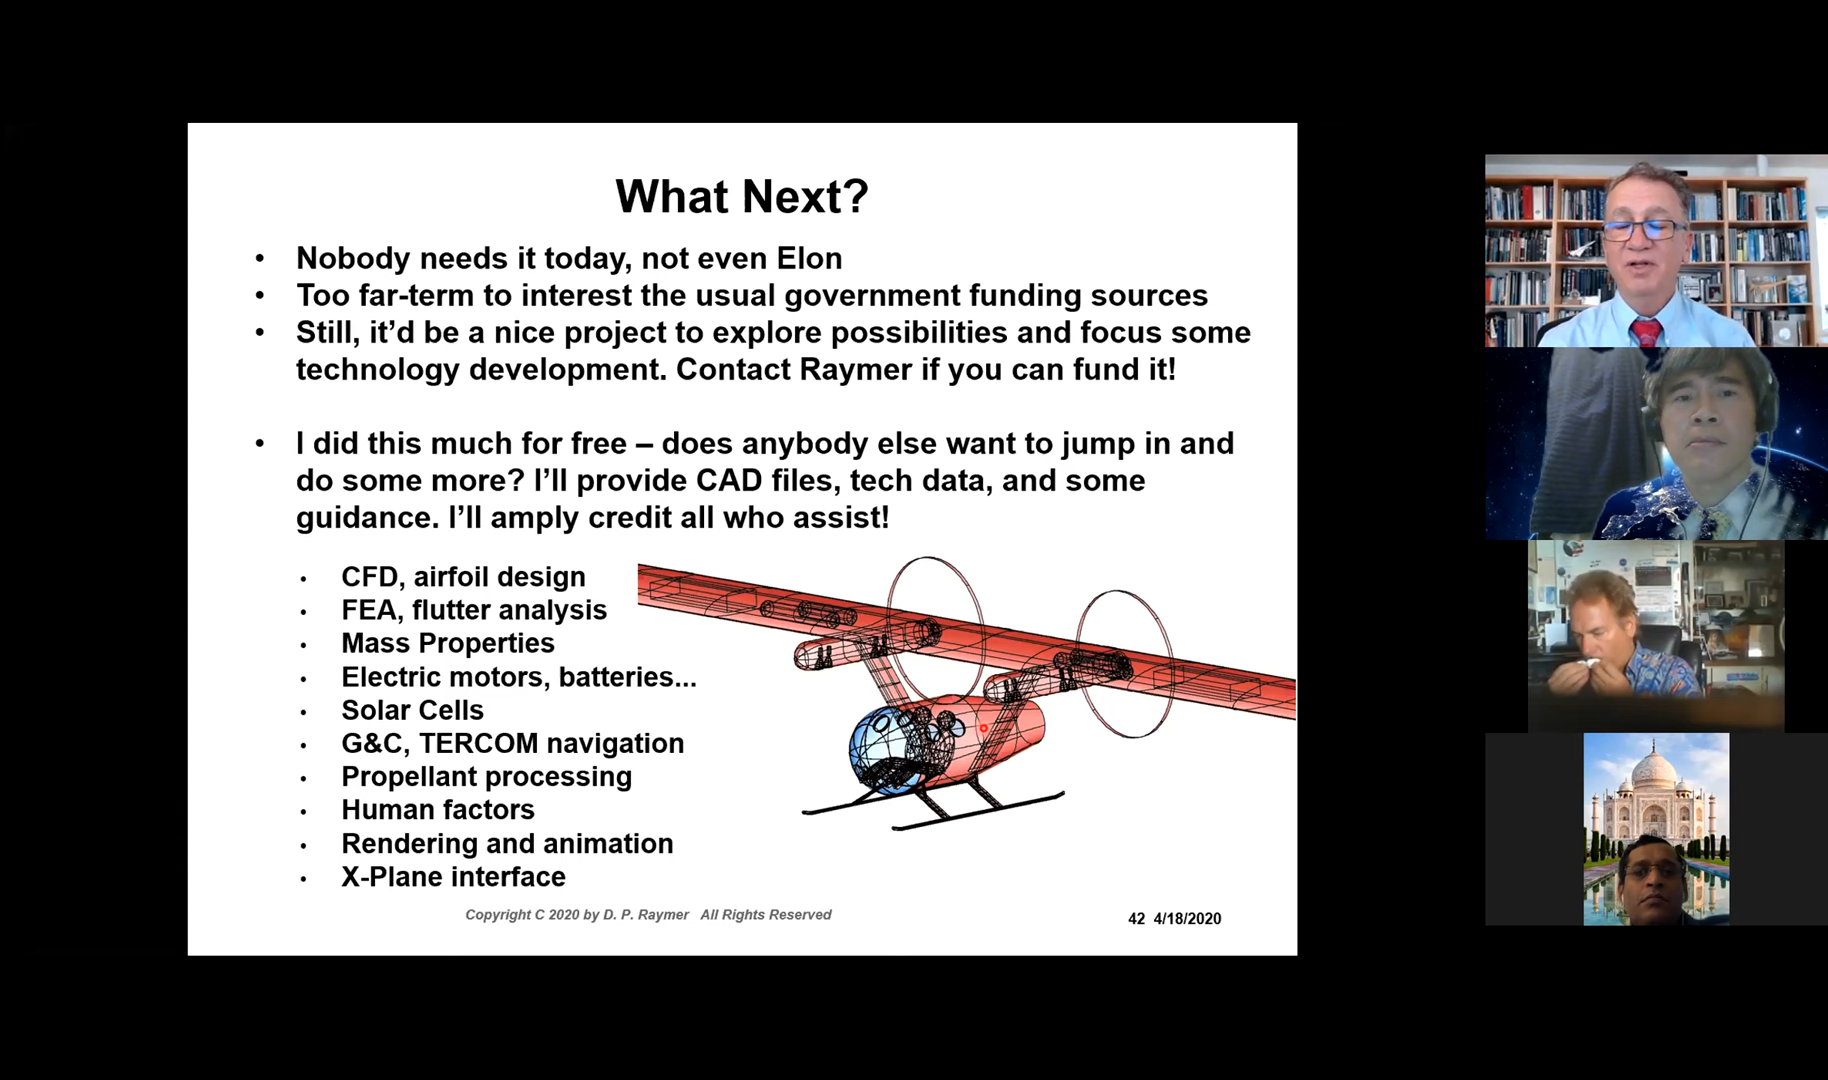 What Next?
• Nobody needs it today, not even Elon
• Too far-term to interest the usual government funding sources
• Still, it’d be a nice project to explore possibilities and focus some
technology development. Contact Raymer if you can fund it!
• I did this much for free – does anybody else want to jump in and
do some more? I’ll provide CAD files, tech data, and some
guidance. I’ll amply credit all who assist!
• CFD, airfoil design
• FEA, flutter analysis
• Mass Properties
• Electric motors, batteries...
• Solar Cells
• G&C, TERCOM navigation
• Propellant processing
• Human factors
• Rendering and animation
• X-Plane interface
Copyright C 2020 by D. P. Raymer All Rights Reserved
42 4/18/2020